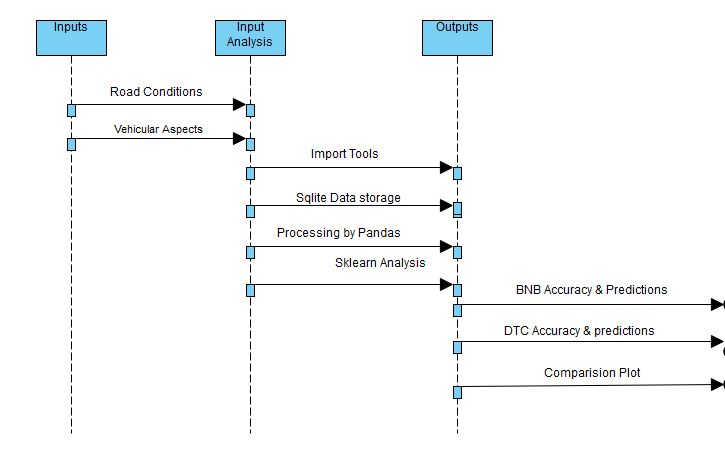 Inputs
Input
Analysis
Outputs
Road Conditions
Vehicular Aspects
Import Tools
Sqlite Data storage
Processing by Pandas
Sklearn Analysis
BNB Accuracy & Predictions
DTC Accuracy & predictions
Comparision Plot